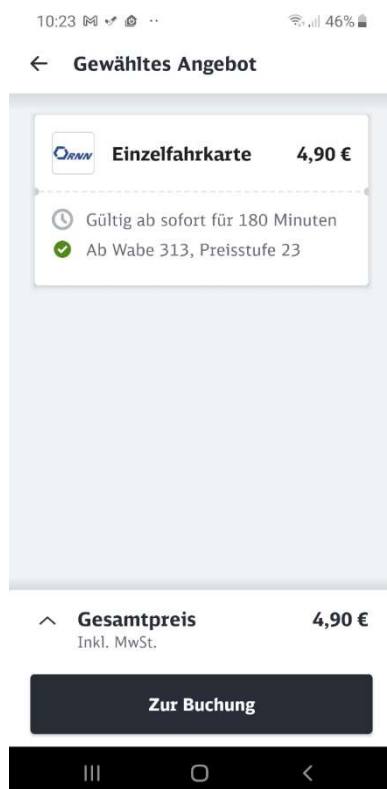 10:23
46%
Gewähltes Angebot
RNN Einzelfahrkarte 4,90 €
Gültig ab sofort für 180 Minuten
Ab Wabe 313, Preisstufe 23
Gesamtpreis 4,90 €
Inkl. MwSt.
Zur Buchung